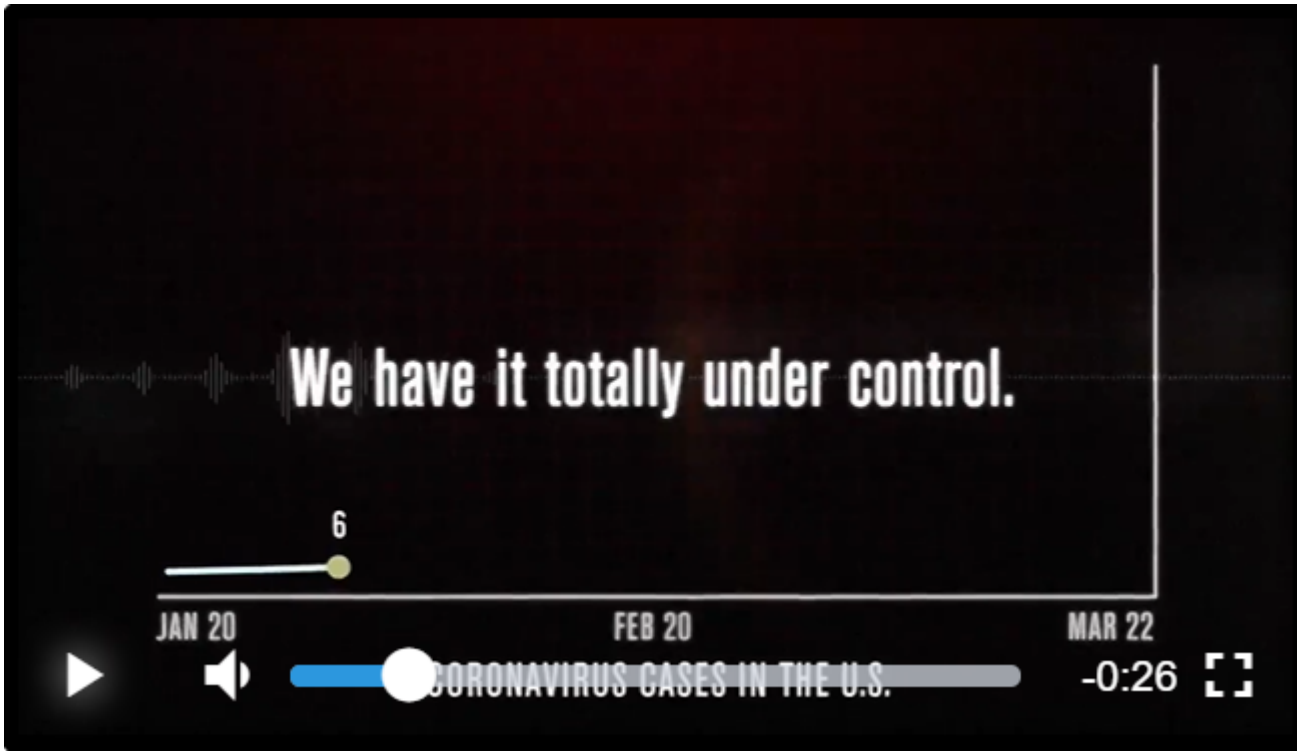 We have it totally under control.
6
JAN 20 FEB 20 MAR 22
CORONAVIRUS CASES IN THE U.S.
-0:26